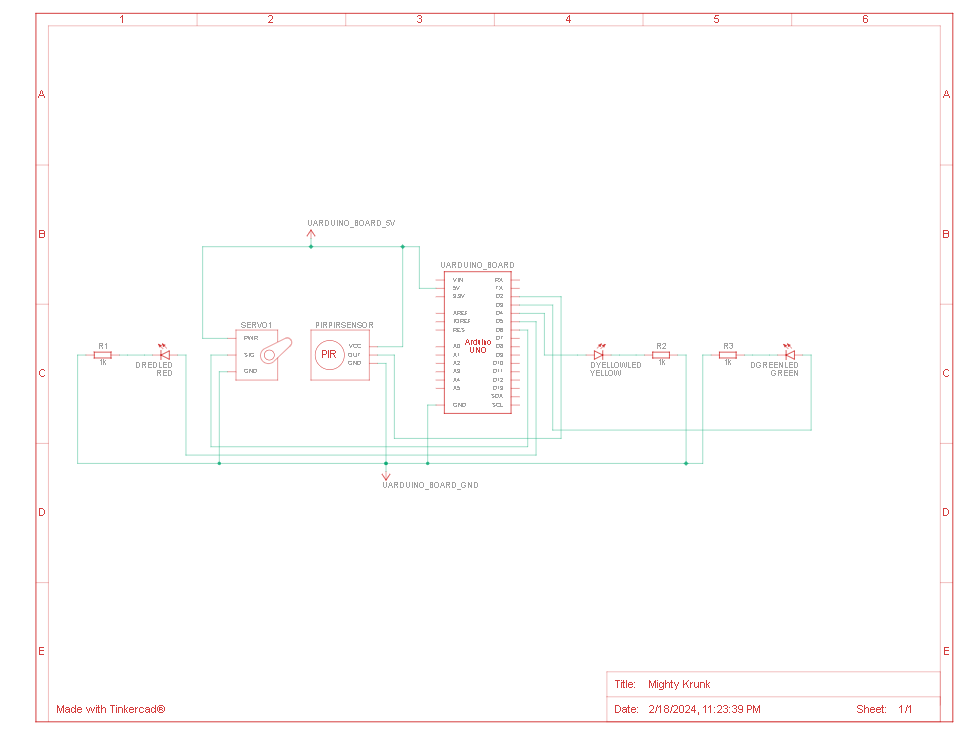 1 2 3 4 5 6
A A
B B
C C
D D
E E
UARDUINO_BOARD_5V
UARDUINO_BOARD
VIN RX
5V TX
3.3V D2
D3
AREF D4
IOREF D5
RES D6
D7
A0 D8
A1 D9
A2 D10
A3 D11
A4 D12
A5 D13
SDA
GND SCL
Arduino
UNO
SERVO1
PWR
SIG
GND
PIRPIRSENSOR
PIR
VCC
OUT
GND
R1
1k
DREDLED
RED
DYELLOWLED
YELLOW
R2
1k
R3
1k
DGREENLED
GREEN
UARDUINO_BOARD_GND
Title: Mighty Krunk
Made with Tinkercad®
Date: 2/18/2024, 11:23:39 PM Sheet: 1/1